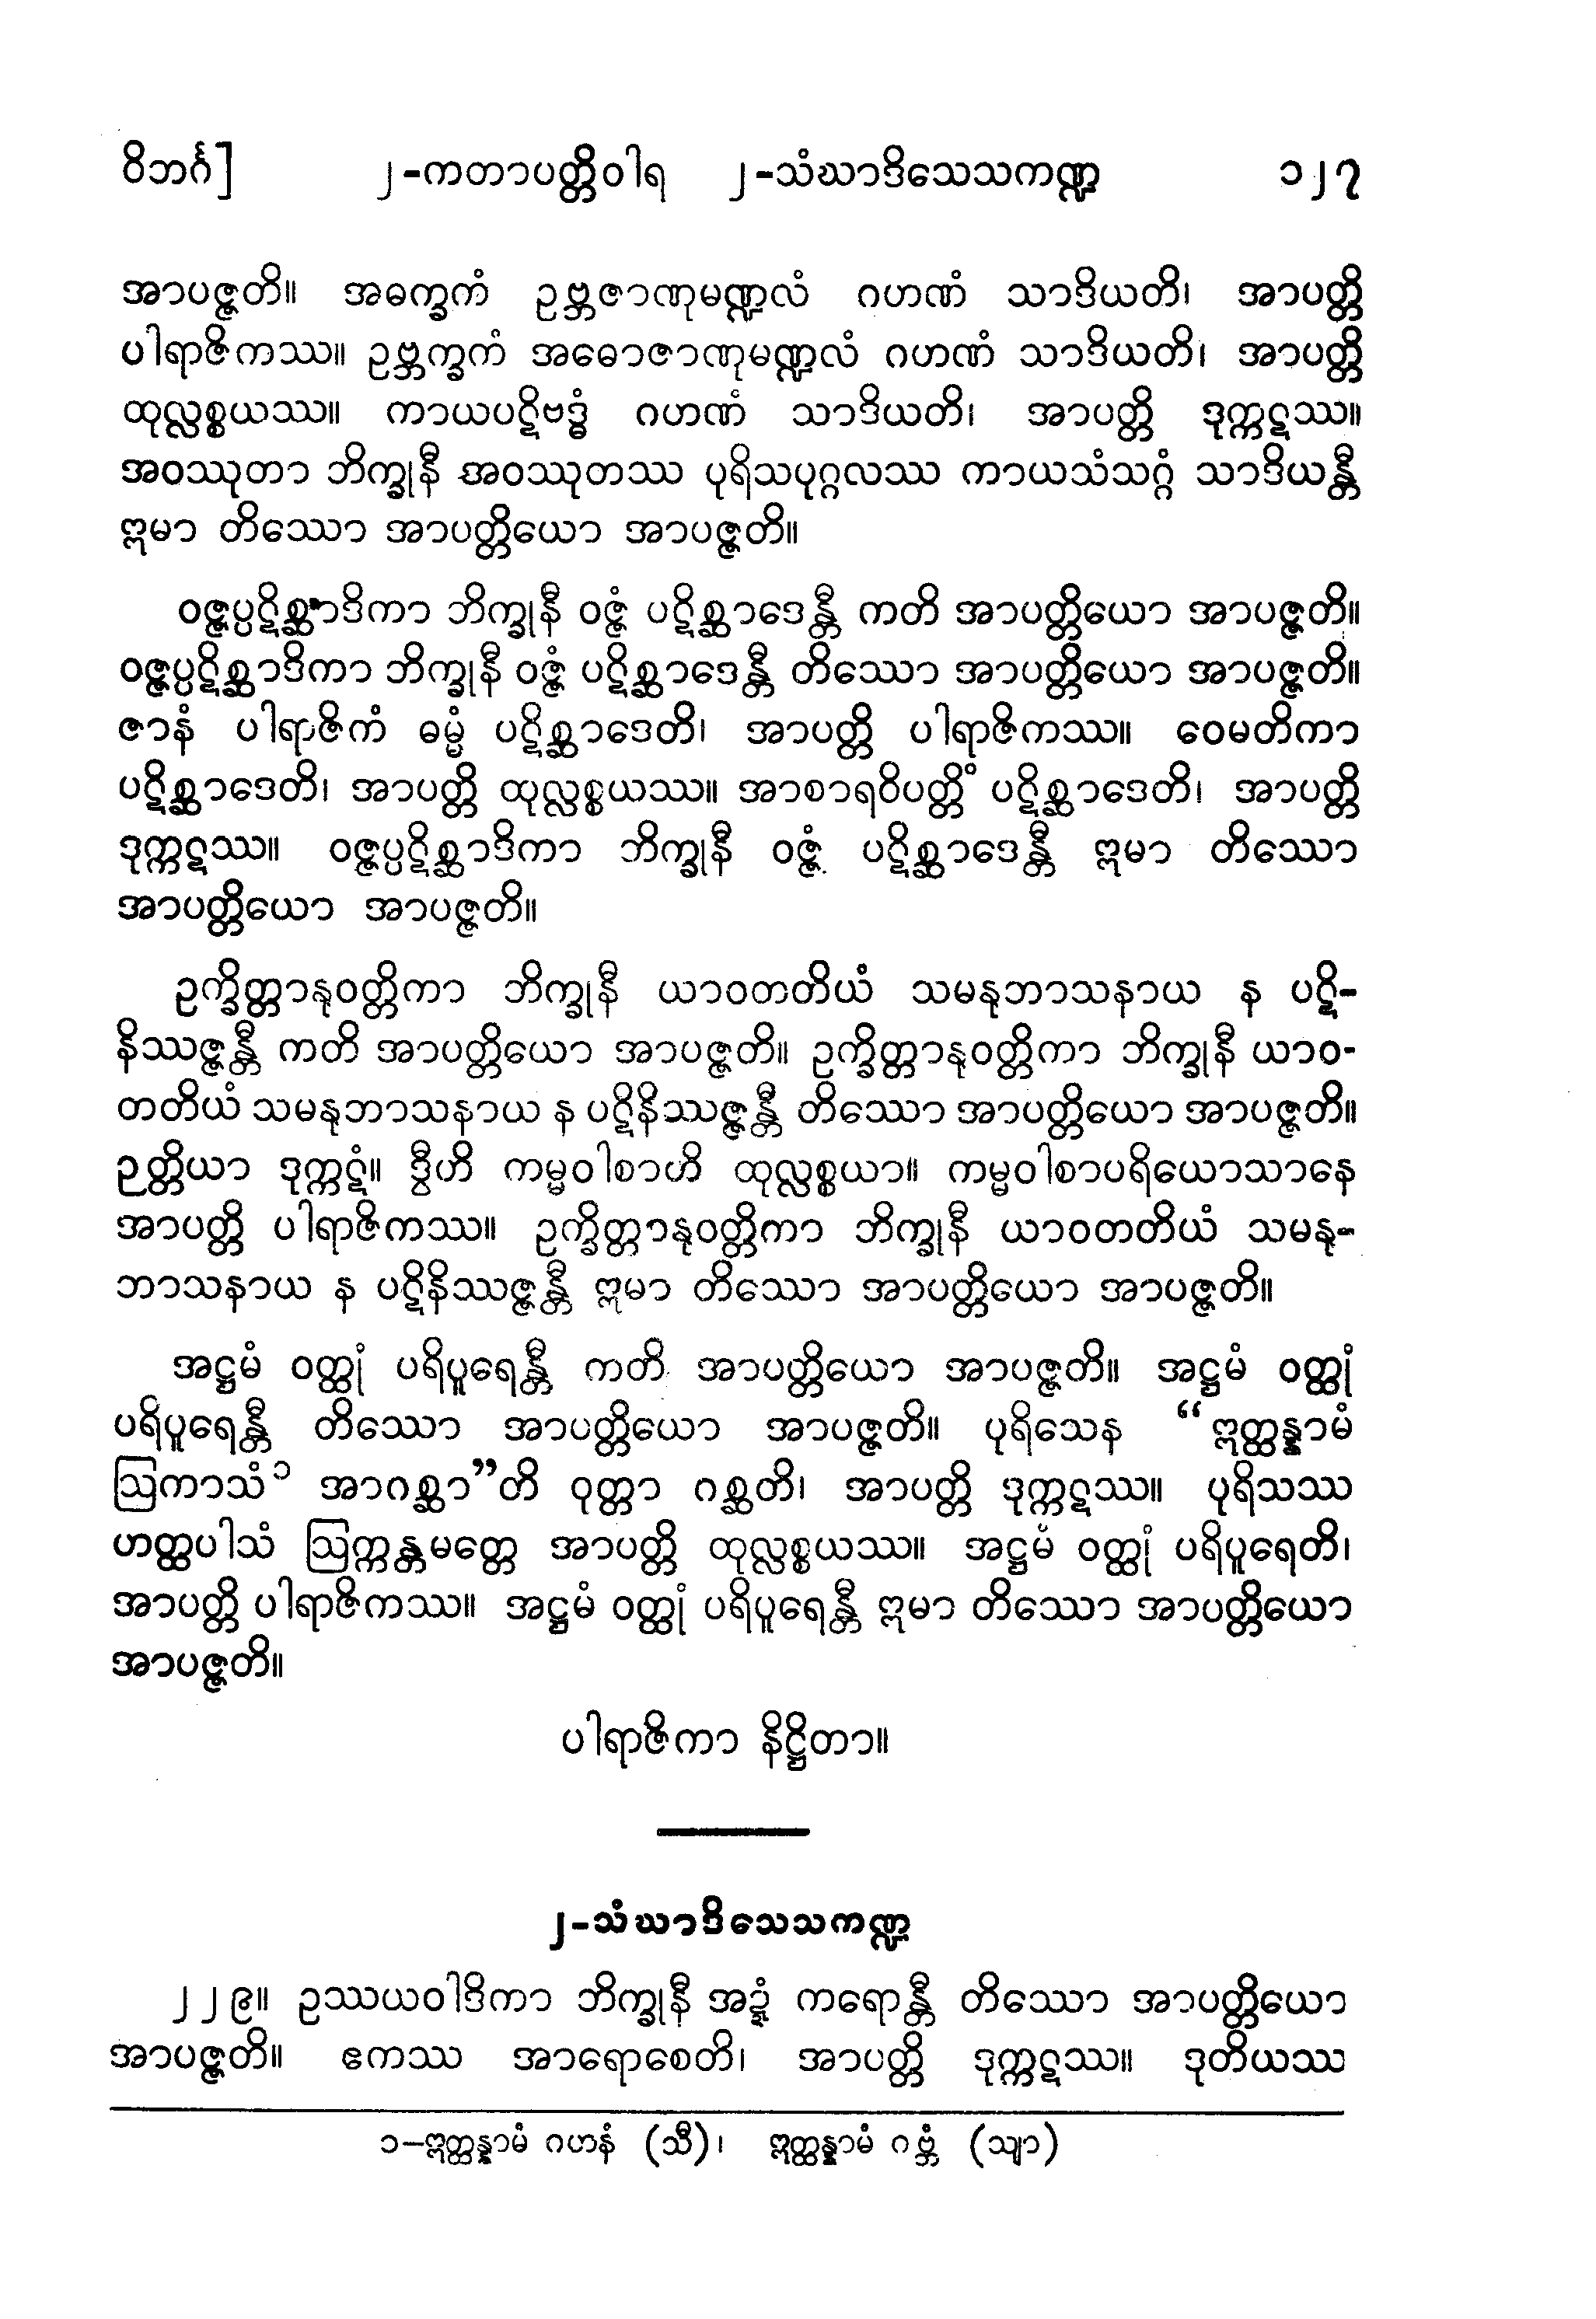 ဝိဘင်္ဂ] ၂-ကတာပတ္တိဝါရ ၂-သံဃာဒိသေသကဏ္ဍ ၁၂၇
အာပဇ္ဇတိ။ အဓက္ခကံ ဥဗ္ဘဇာဏုမဏ္ဍလံ ဂဟဏံ သာဒိယတိ၊ အာပတ္တိ
ပါရာဇိကဿ။ ဥဗ္ဘက္ခကံ အဓောဇာဏုမဏ္ဍလံ ဂဟဏံ သာဒိယတိ၊ အာပတ္တိ
ထုလ္လစ္စယဿ။ ကာယပဋိဗဒ္ဓံ ဂဟဏံ သာဒိယတိ၊ အာပတ္တိ ဒုက္ကဋဿ။
အဝဿုတာ ဘိက္ခုနီ အဝဿုတဿ ပုရိသပုဂ္ဂလဿ ကာယသံသဂ္ဂံ သာဒိယန္တီ
ဣမာ တိဿော အာပတ္တိယော အာပဇ္ဇတိ။
ဝဇ္ဇပ္ပဋိစ္ဆာဒိကာ ဘိက္ခုနီ ဝဇ္ဇံ ပဋိစ္ဆာဒေန္တီ ကတိ အာပတ္တိယော အာပဇ္ဇတိ။
ဝဇ္ဇပ္ပဋိစ္ဆာဒိကာ ဘိက္ခုနီ ဝဇ္ဇံ ပဋိစ္ဆာဒေန္တီ တိဿော အာပတ္တိယော အာပဇ္ဇတိ။
ဇာနံ ပါရာဇိကံ ဓမ္မံ ပဋိစ္ဆာဒေတိ၊ အာပတ္တိ ပါရာဇိကဿ။ ဝေမတိကာ
ပဋိစ္ဆာဒေတိ၊ အာပတ္တိ ထုလ္လစ္စယဿ။ အာစာရဝိပတ္တိံ ပဋိစ္ဆာဒေတိ၊ အာပတ္တိ
ဒုက္ကဋဿ။ ဝဇ္ဇပ္ပဋိစ္ဆာဒိကာ ဘိက္ခုနီ ဝဇ္ဇံ ပဋိစ္ဆာဒေန္တီ ဣမာ တိဿော
အာပတ္တိယော အာပဇ္ဇတိ။
ဥက္ခိတ္တာနုဝတ္တိကာ ဘိက္ခုနီ ယာဝတတိယံ သမနုဘာသနာယ န ပဋိ-
နိဿဇ္ဇန္တီ ကတိ အာပတ္တိယော အာပဇ္ဇတိ။ ဥက္ခိတ္တာနုဝတ္တိကာ ဘိက္ခုနီ ယာဝ-
တတိယံ သမနုဘာသနာယ န ပဋိနိဿဇ္ဇန္တီ တိဿော အာပတ္တိယော အာပဇ္ဇတိ။
ဉတ္တိယာ ဒုက္ကဋံ။ ဒွီဟိ ကမ္မဝါစာဟိ ထုလ္လစ္စယာ။ ကမ္မဝါစာပရိယောသာနေ
အာပတ္တိ ပါရာဇိကဿ။ ဥက္ခိတ္တာနုဝတ္တိကာ ဘိက္ခုနီ ယာဝတတိယံ သမနု-
ဘာသနာယ န ပဋိနိဿဇ္ဇန္တီ ဣမာ တိဿော အာပတ္တိယော အာပဇ္ဇတိ။
အဋ္ဌမံ ဝတ္ထုံ ပရိပူရေန္တီ ကတိ အာပတ္တိယော အာပဇ္ဇတိ။ အဋ္ဌမံ ဝတ္ထုံ
ပရိပူရေန္တီ တိဿော အာပတ္တိယော အာပဇ္ဇတိ။ ပုရိသေန “ဣတ္ထန္နာမံ
ဩကာသံ၁ အာဂစ္ဆာ”တိ ဝုတ္တာ ဂစ္ဆတိ၊ အာပတ္တိ ဒုက္ကဋဿ။ ပုရိသဿ
ဟတ္ထပါသံ ဩက္ကန္တမတ္တေ အာပတ္တိ ထုလ္လစ္စယဿ။ အဋ္ဌမံ ဝတ္ထုံ ပရိပူရေတိ၊
အာပတ္တိ ပါရာဇိကဿ။ အဋ္ဌမံ ဝတ္ထုံ ပရိပူရေန္တီ ဣမာ တိဿော အာပတ္တိယော
အာပဇ္ဇတိ။
ပါရာဇိကာ နိဋ္ဌိတာ။
၂-သံဃာဒိသေသကဏ္ဍ
၂၂၉။ ဥဿယဝါဒိကာ ဘိက္ခုနီ အဍ္ဍံ ကရောန္တီ တိဿော အာပတ္တိယော
အာပဇ္ဇတိ။ ဧကဿ အာရောစေတိ၊ အာပတ္တိ ဒုက္ကဋဿ။ ဒုတိယဿ
၁-ဣတ္ထန္နာမံ ဂဟနံ (သီ)၊ ဣတ္ထန္နာမံ ဂဗ္ဘံ (သျာ)